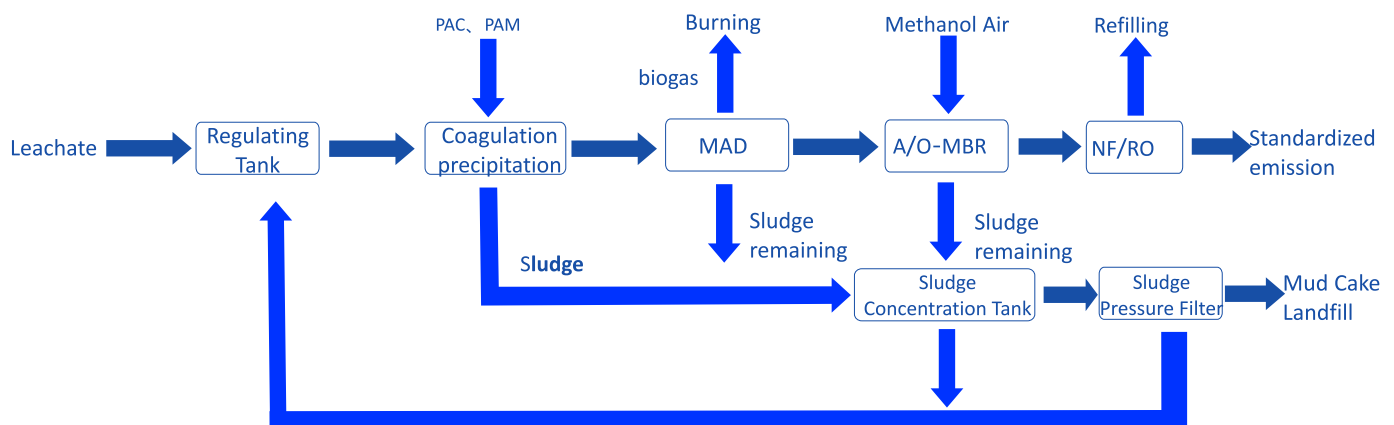 PAC、PAM
Burning
Methanol Air
Refilling
biogas
Leachate
Regulating
Tank
Coagulation
precipitation
MAD
A/O-MBR
NF/RO
Standardized
emission
Sludge
Sludge
remaining
Sludge
remaining
Sludge
Concentration Tank
Sludge
Pressure Filter
Mud Cake
Landfill